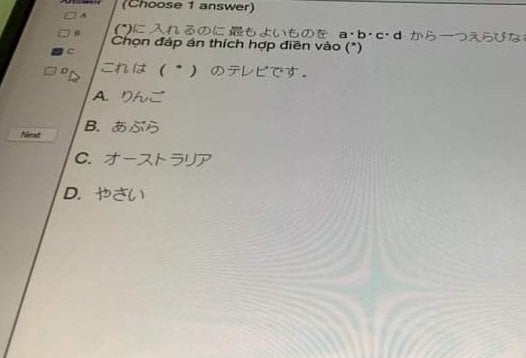 Answer
(Choose 1 answer)
A
B
C
D
Next
(*)に 入れるのに 最もよいものを a・b・c・d から一つえらびな
Chọn đáp án thích hợp điền vào (*)
これは ( * ) のテレビです.
A. りんご
B. あぶら
C. オーストラリア
D. やさい